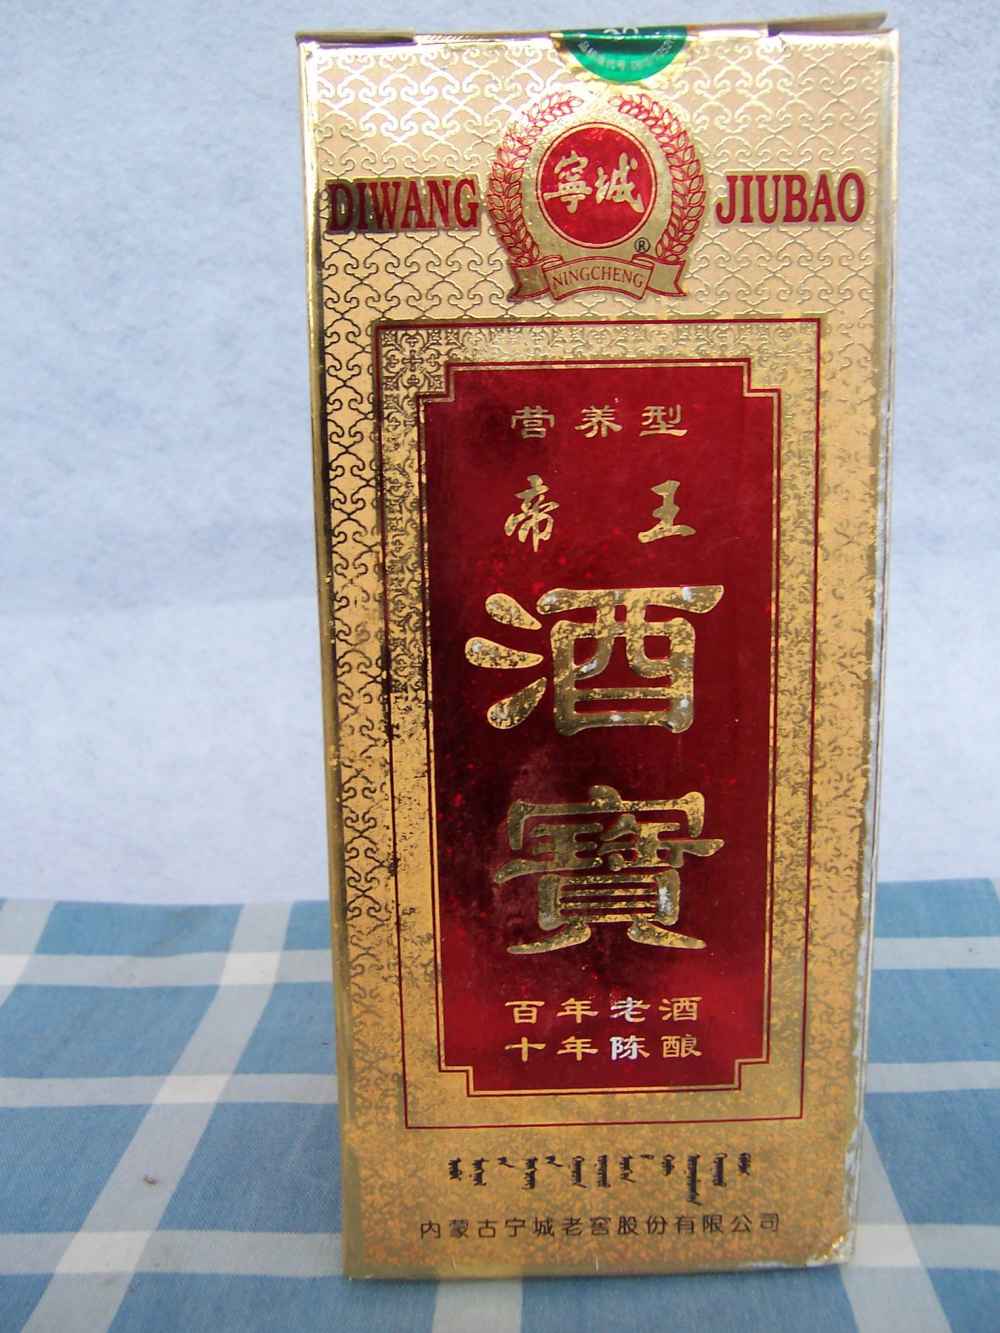 寧城
DIWANG JIUBAO
®
NINGCHENG
营养型
帝王
酒
寶
百年老酒
十年陈酿
内蒙古宁城老窖股份有限公司